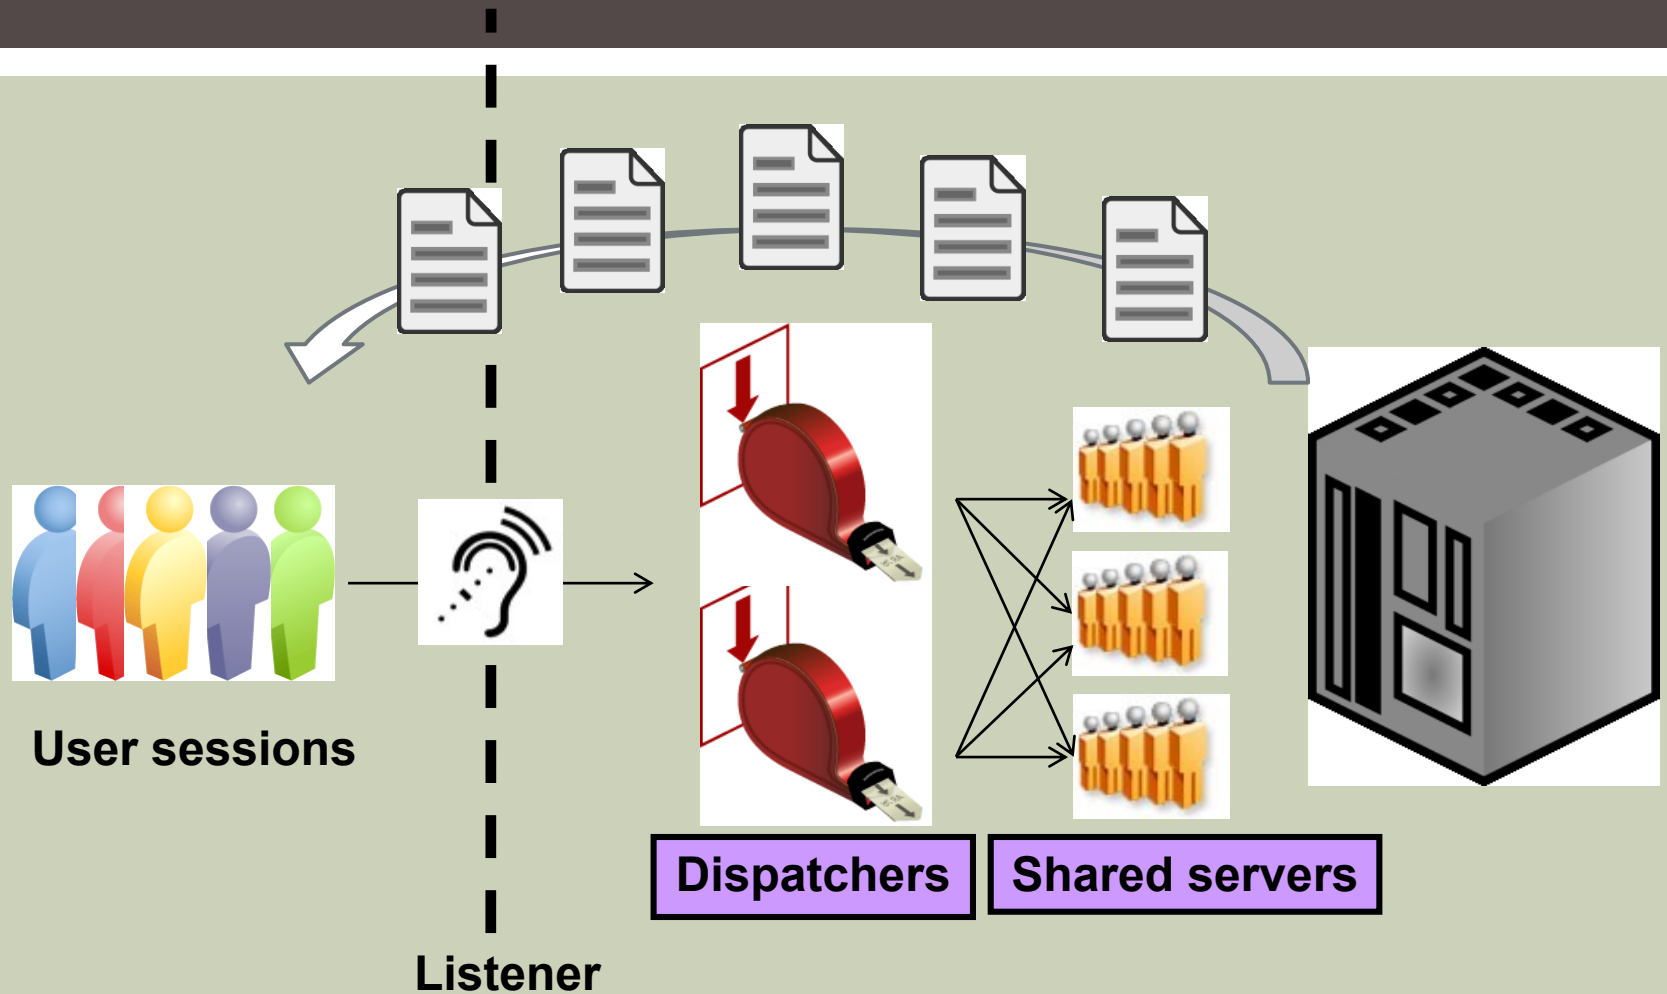 User sessions
Dispatchers
Shared servers
Listener